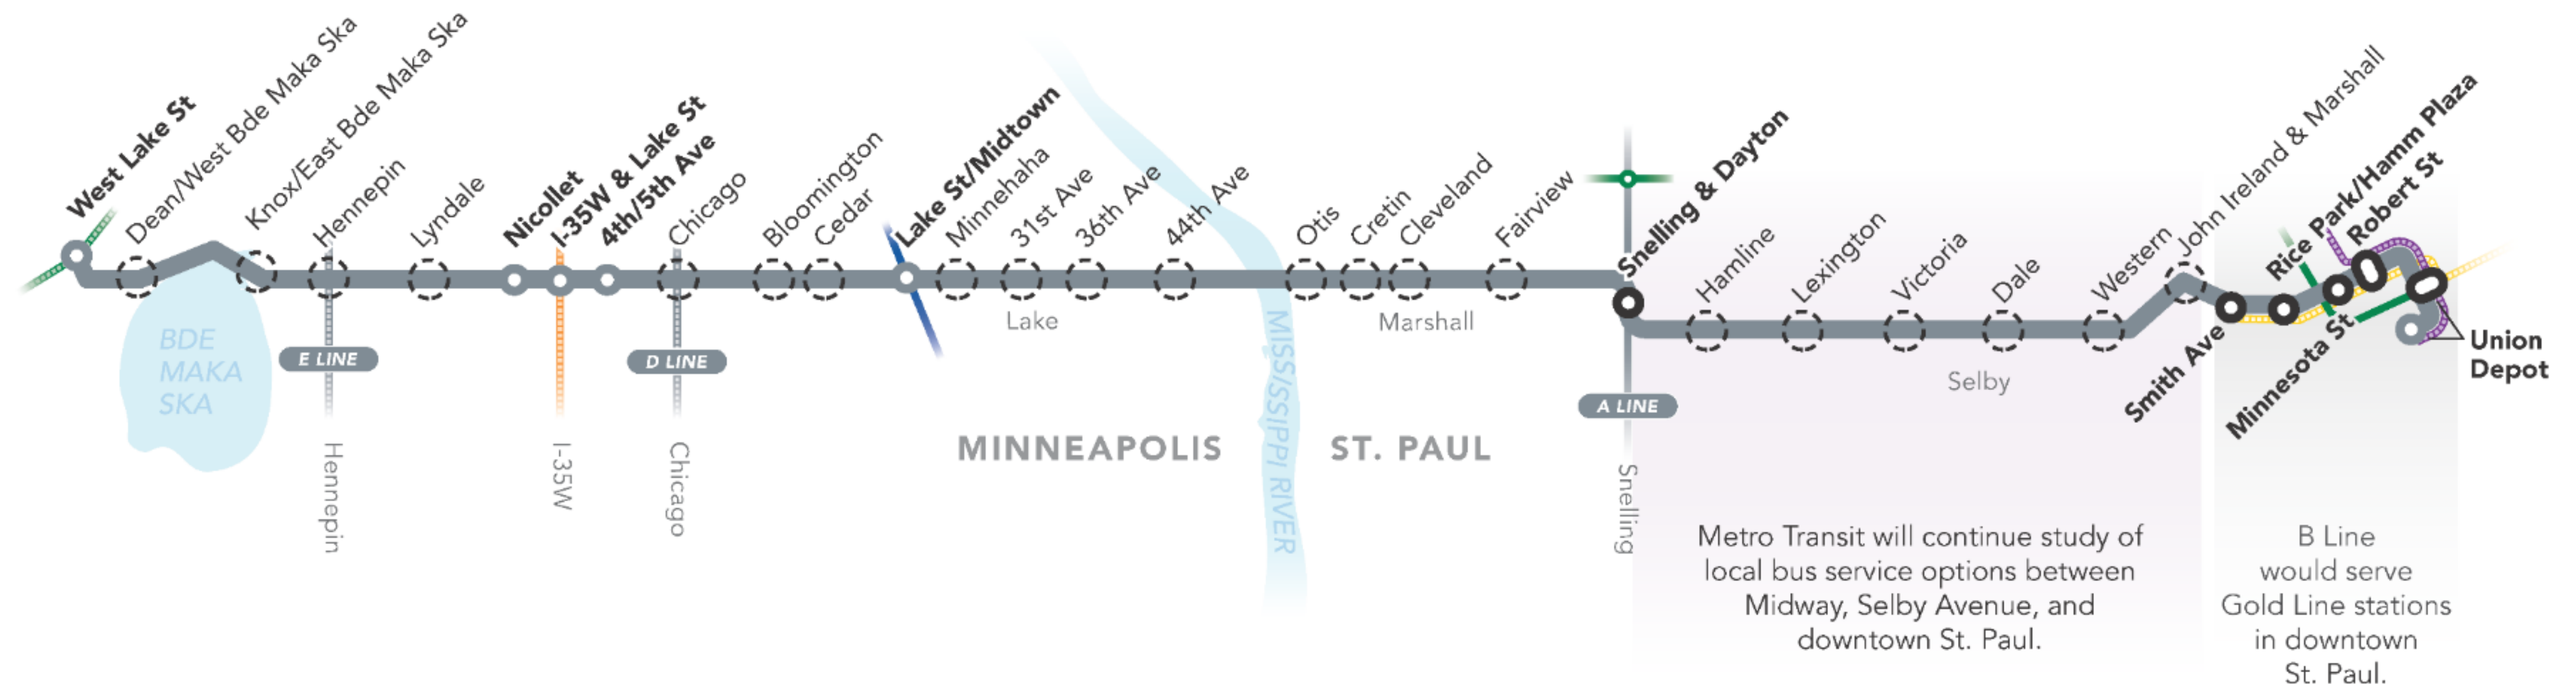 West Lake St
Dean/West Bde Maka Ska
Knox/East Bde Maka Ska
Hennepin
Lyndale
Nicollet
I-35W & Lake St
4th/5th Ave
Chicago
Bloomington
Cedar
Lake St/Midtown
Minnehaha
31st Ave
36th Ave
44th Ave
Otis
Cretin
Cleveland
Fairview
Snelling & Dayton
Hamline
Lexington
Victoria
Dale
Western
John Ireland & Marshall
Smith Ave
Rice Park/Hamm Plaza
Minnesota St
Robert St
Union
Depot
BDE
MAKA
SKA
E LINE
Hennepin
I-35W
D LINE
Chicago
Lake
MINNEAPOLIS
MISSISSIPPI RIVER
ST. PAUL
Marshall
A LINE
Snelling
Selby
Metro Transit will continue study of
local bus service options between
Midway, Selby Avenue, and
downtown St. Paul.
B Line
would serve
Gold Line stations
in downtown
St. Paul.